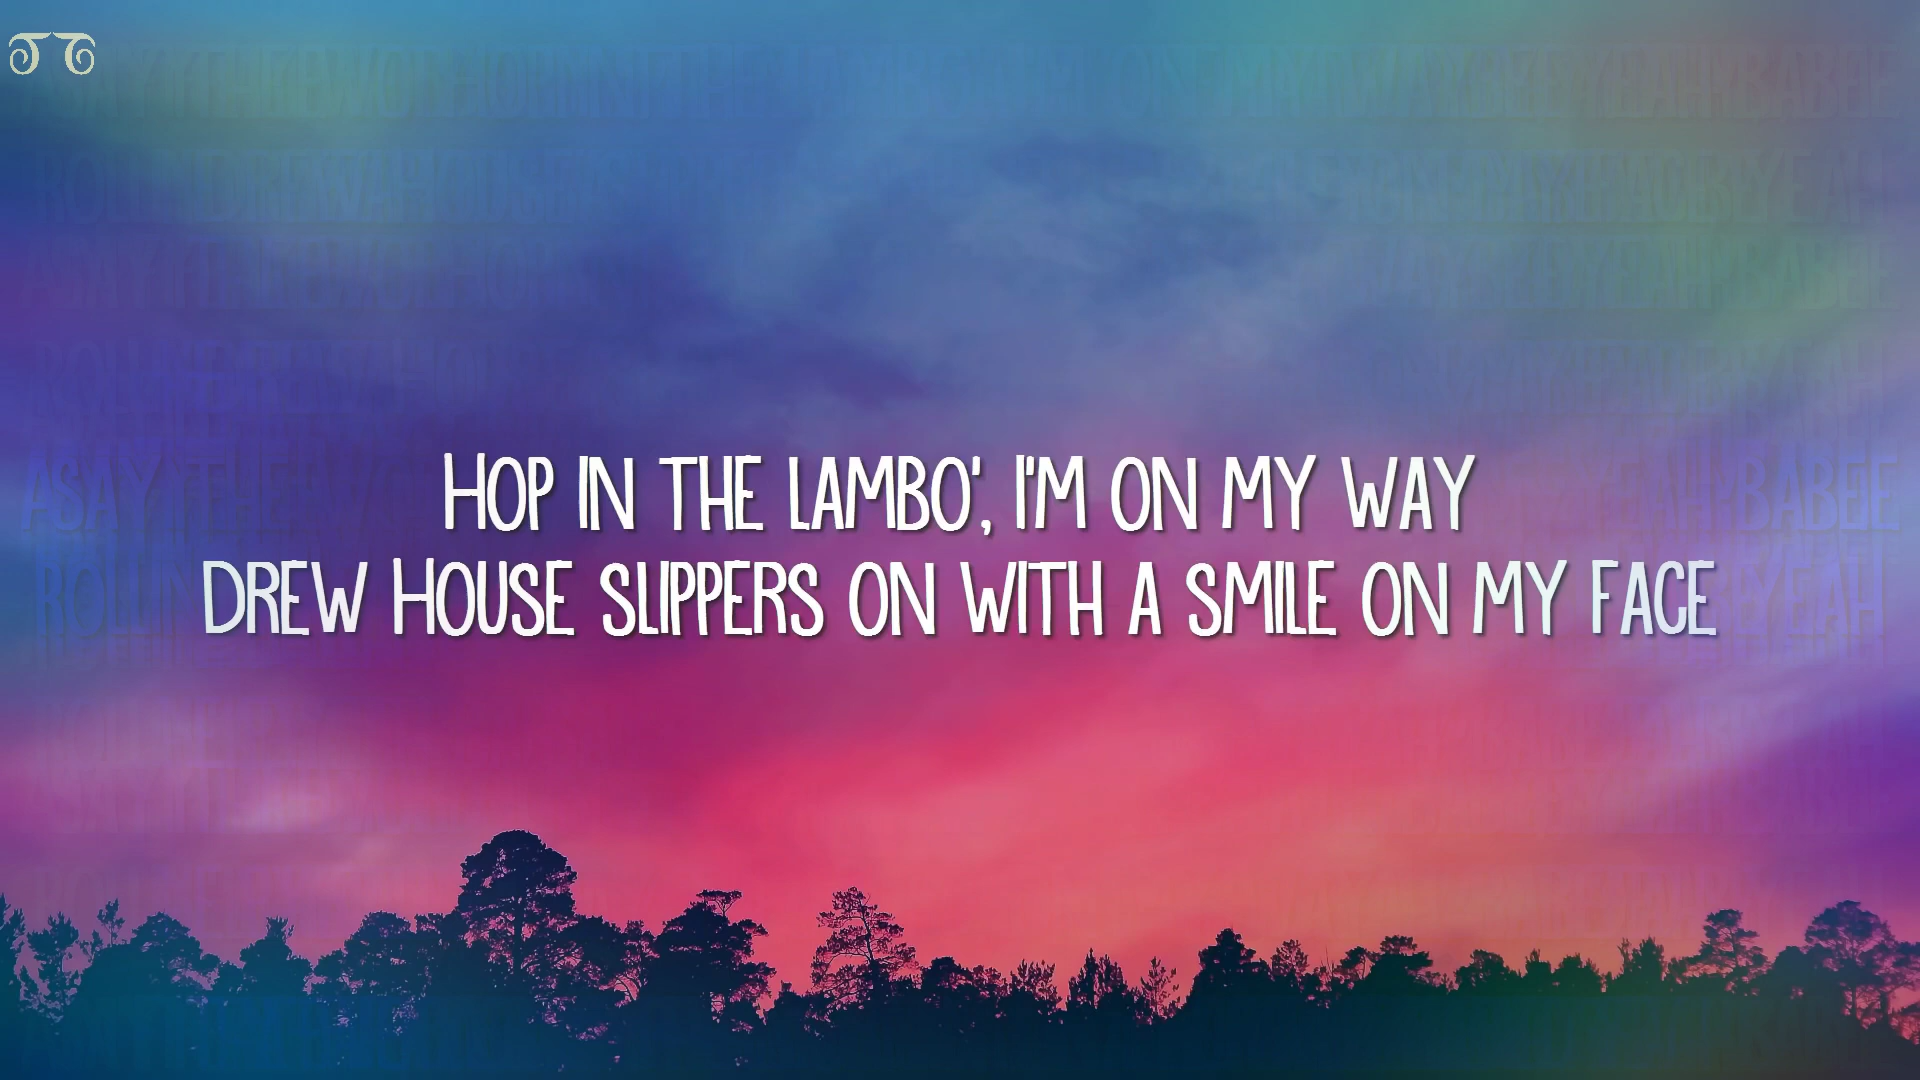 HOP IN THE LAMBO', I'M ON MY WAY
DREW HOUSE SLIPPERS ON WITH A SMILE ON MY FACE